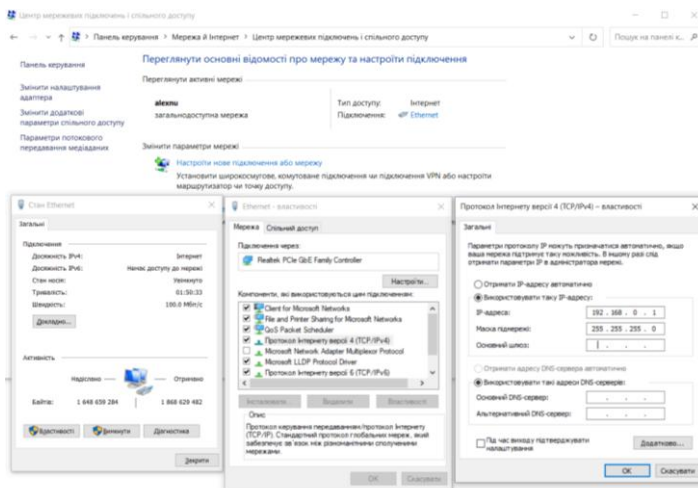 Центр мережевих підключень і спільного доступу
Панель керування > Мережа й Інтернет > Центр мережевих підключень і спільного доступу
Пошук на панелі к...
Панель керування
Змінити налаштування
адаптера
Змінити додаткові
параметри спільного доступу
Параметри потокового
передавання медіаданих
Переглянути основні відомості про мережу та настроїти підключення
Переглянути активні мережі
alexnu
загальнодоступна мережа
Тип доступу: Інтернет
Підключення: Ethernet
Змінити параметри мережі
Настроїти нове підключення або мережу
Установити широкосмугове, комутоване підключення чи підключення VPN або настроїти
маршрутизатор чи точку доступу.
Стан Ethernet
Загальні
Підключення
Досяжність IPv4: Інтернет
Досяжність IPv6: Немає доступу до мережі
Стан носія: Увімкнуто
Тривалість: 01:50:33
Швидкість: 100.0 Мбіт/с
Докладно...
Активність
Надіслано — Отримано
Байтів: 1 648 659 284 | 1 868 629 482
Властивості Вимкнути Діагностика
Закрити
Ethernet - властивості
Мережа Спільний доступ
Підключення через:
Realtek PCIe GbE Family Controller
Настроїти...
Компоненти, які використовуються цим підключенням:
Client for Microsoft Networks
File and Printer Sharing for Microsoft Networks
QoS Packet Scheduler
Протокол Інтернету версії 4 (TCP/IPv4)
Microsoft Network Adapter Multiplexor Protocol
Microsoft LLDP Protocol Driver
Протокол Інтернету версії 6 (TCP/IPv6)
Інсталювати... Видалити Властивості
Опис
Протокол керування передаванням/протокол Інтернету
(TCP/IP). Стандартний протокол глобальних мереж, який
забезпечує зв'язок між різноманітними сполученими
мережами.
OK Скасувати
Протокол Інтернету версії 4 (TCP/IPv4) – властивості
Загальні
Параметри протоколу IP можуть призначатися автоматично, якщо
ваша мережа підтримує таку можливість. В іншому разі слід
отримати параметри IP в адміністратора мережі.
Отримати IP-адресу автоматично
Використовувати таку IP-адресу:
IP-адреса: 192 . 168 . 0 . 1
Маска підмережі: 255 . 255 . 255 . 0
Основний шлюз:
Отримати адресу DNS-сервера автоматично
Використовувати такі адреси DNS-серверів:
Основний DNS-сервер:
Альтернативний DNS-сервер:
Під час виходу підтверджувати
налаштування
Додатково...
OK Скасувати